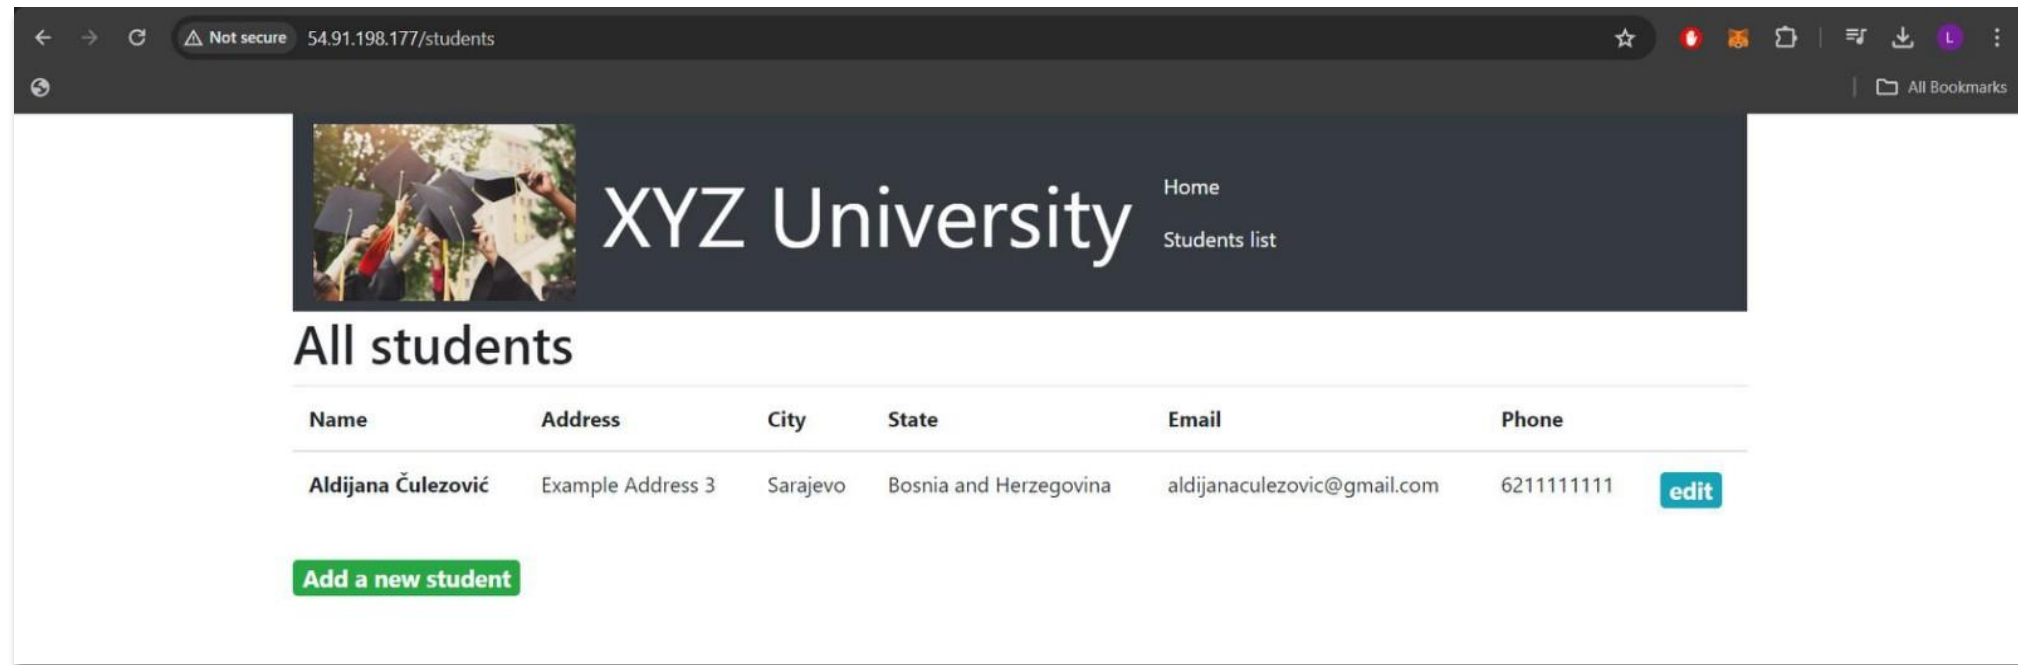 Not secure 54.91.198.177/students
L
All Bookmarks
XYZ University
Home
Students list
All students
Name Address City State Email Phone
Aldijana Čulezović Example Address 3 Sarajevo Bosnia and Herzegovina aldijanaculezovic@gmail.com 6211111111 edit
Add a new student